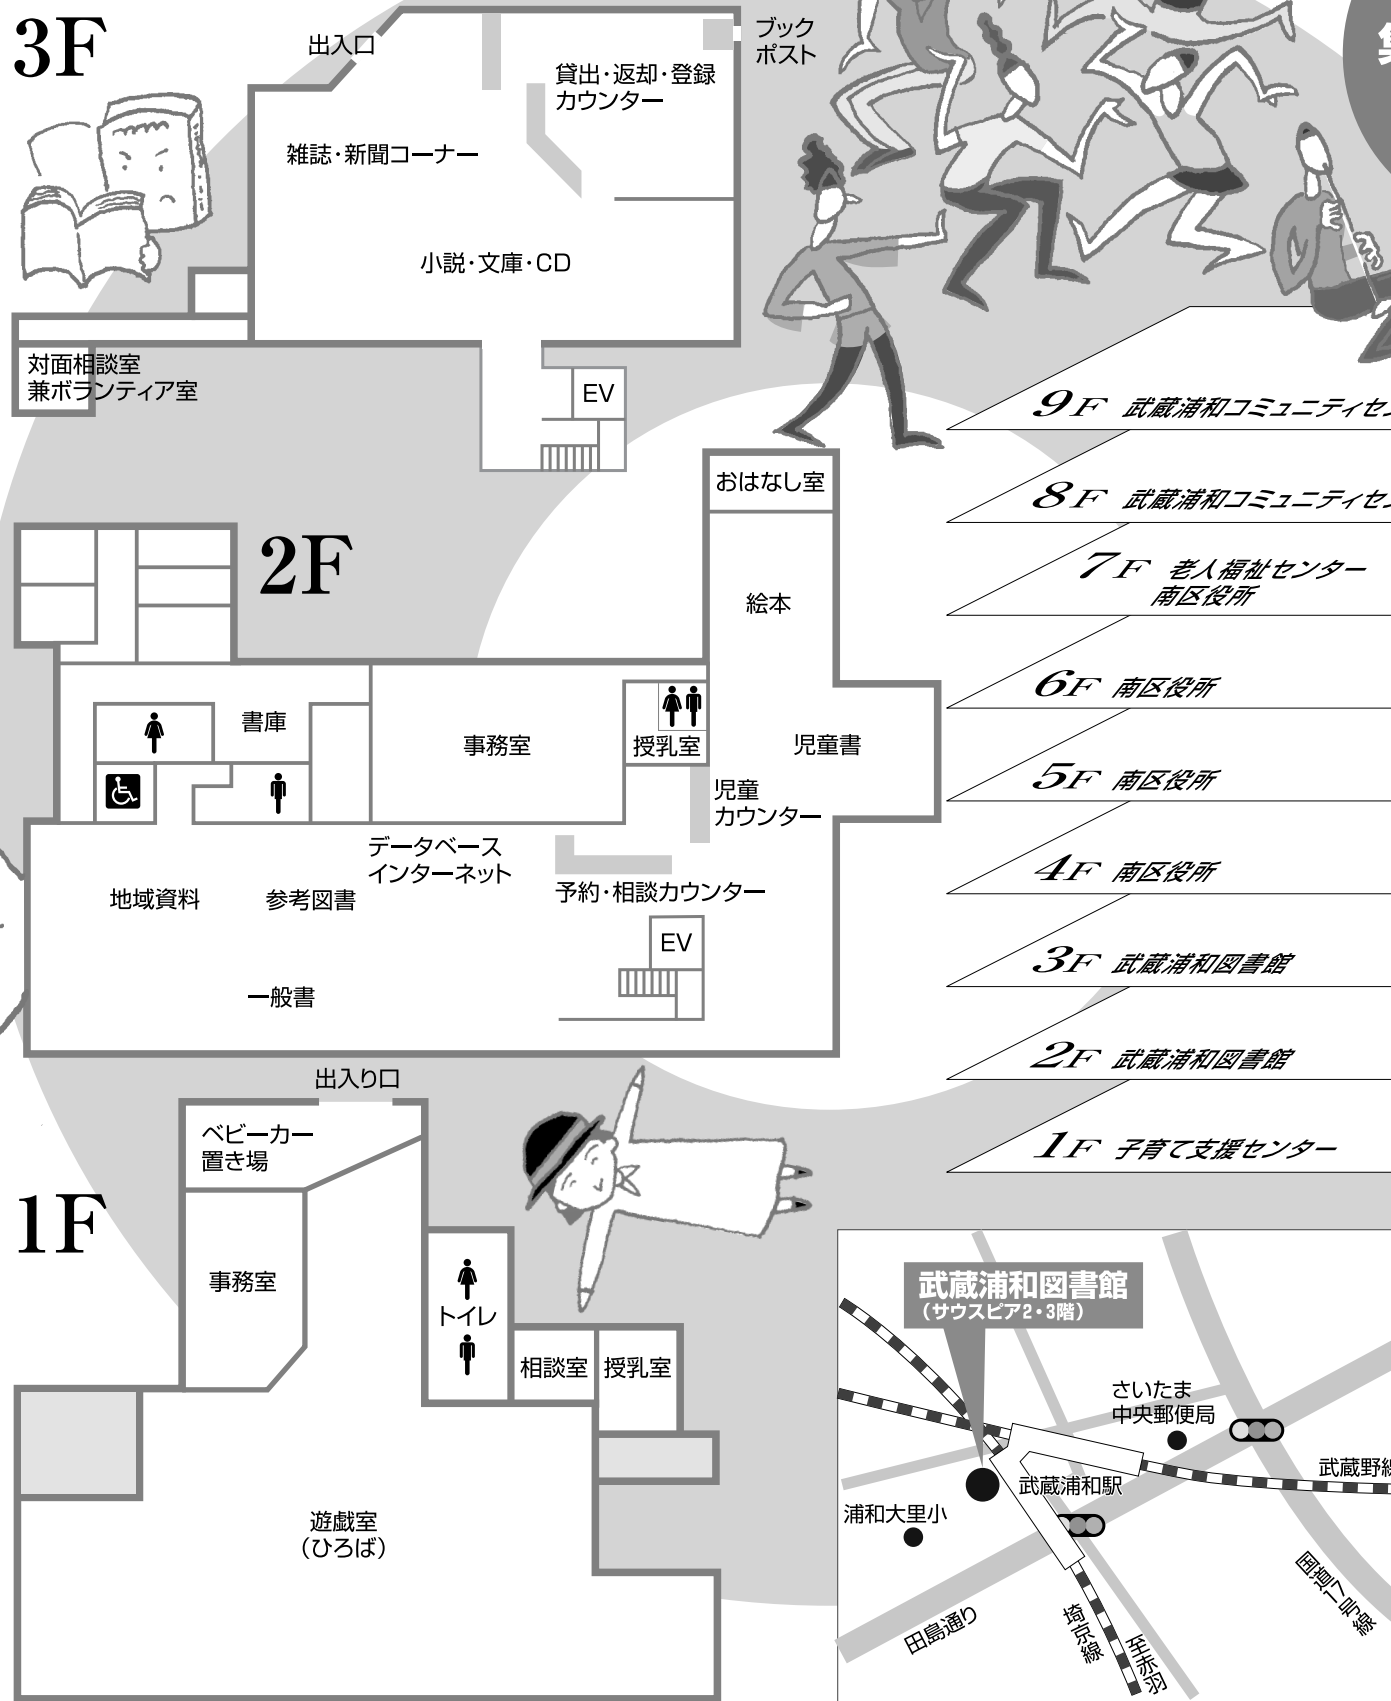 3F
出入口
ブック
ポスト
貸出・返却・登録
カウンター
雑誌・新聞コーナー
小説・文庫・CD
対面相談室
兼ボランティア室
EV
2F
おはなし室
絵本
書庫
事務室
授乳室
児童書
児童
カウンター
データベース
インターネット
予約・相談カウンター
地域資料
参考図書
EV
一般書
1F
出入り口
ベビーカー
置き場
事務室
トイレ
相談室
授乳室
遊戯室
（ひろば）
9F 武蔵浦和コミュニティセン
8F 武蔵浦和コミュニティセン
7F 老人福祉センター
南区役所
6F 南区役所
5F 南区役所
4F 南区役所
3F 武蔵浦和図書館
2F 武蔵浦和図書館
1F 子育て支援センター
武蔵浦和図書館
（サウスピア2・3階）
さいたま
中央郵便局
武蔵野線
武蔵浦和駅
浦和大里小
国道17号線
田島通り
埼京線
至赤羽